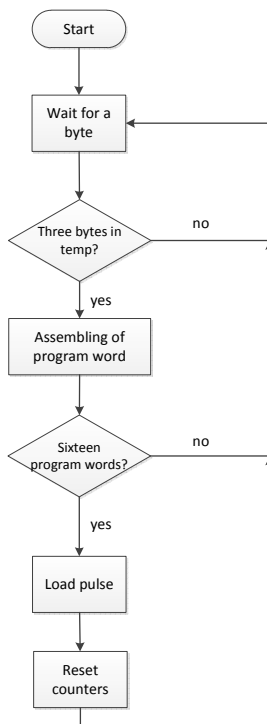 Start
Wait for a
byte
Three bytes in
temp?
no
yes
Assembling of
program word
Sixteen
program words?
no
yes
Load pulse
Reset
counters